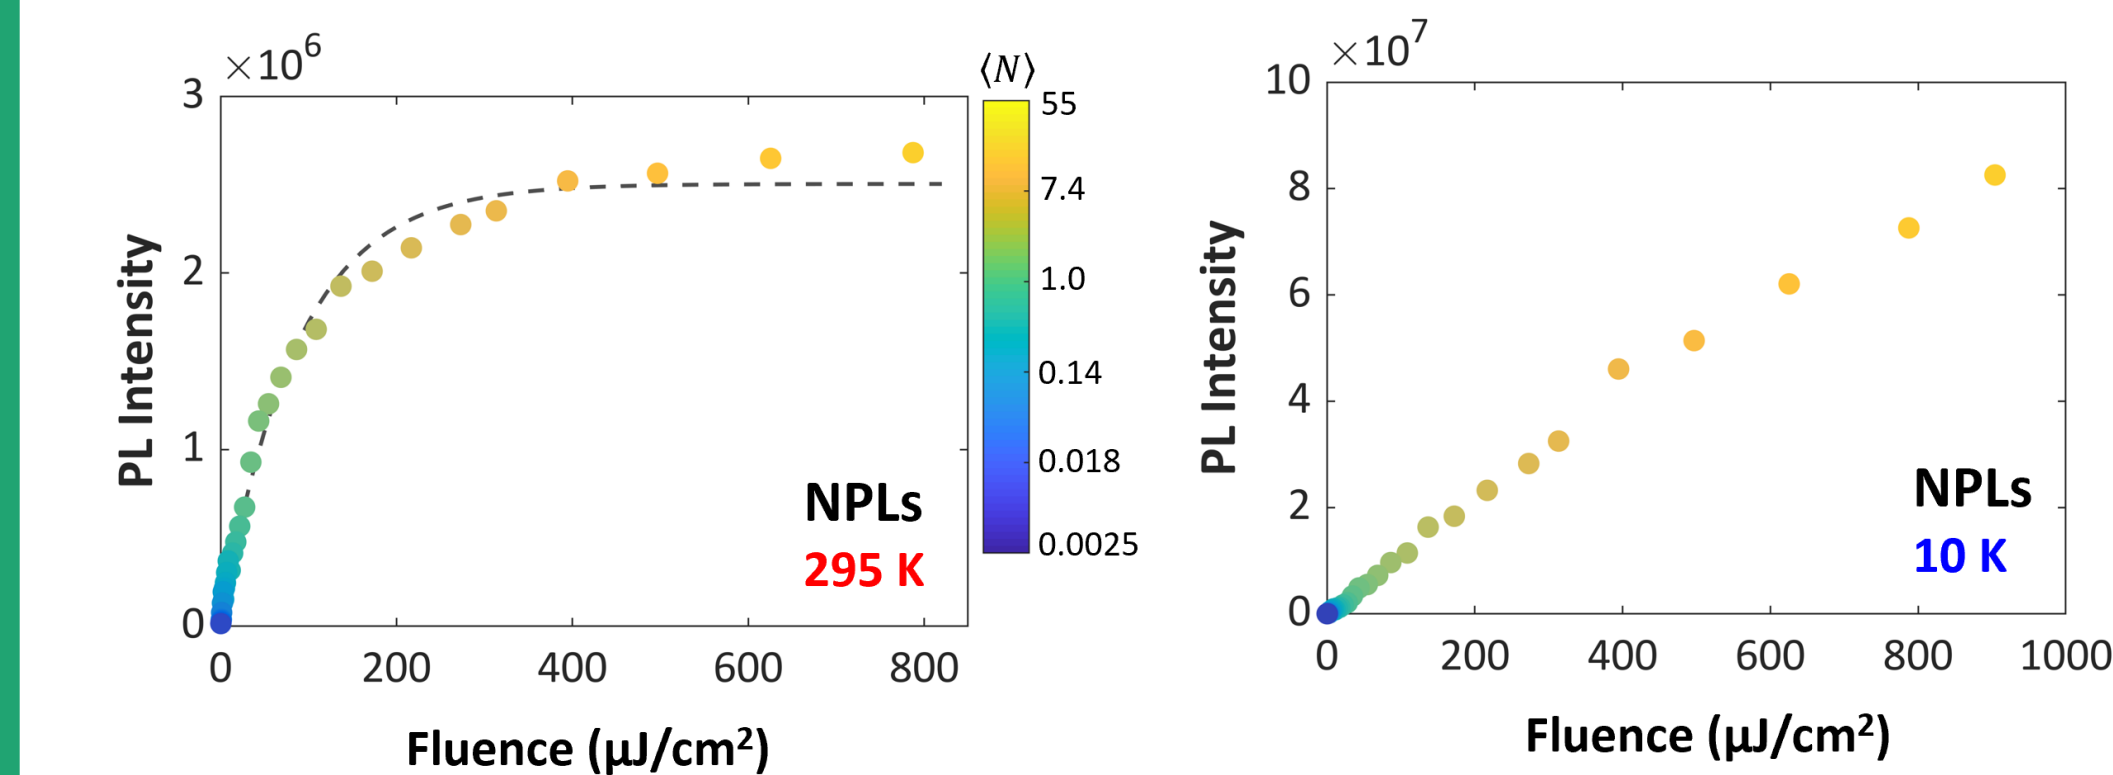 ×10⁶
3
2
1
0
PL Intensity
0 200 400 600 800
Fluence (µJ/cm²)
NPLs
295 K
⟨N⟩
55
7.4
1.0
0.14
0.018
0.0025
×10⁷
10
8
6
4
2
0
PL Intensity
0 200 400 600 800 1000
Fluence (µJ/cm²)
NPLs
10 K